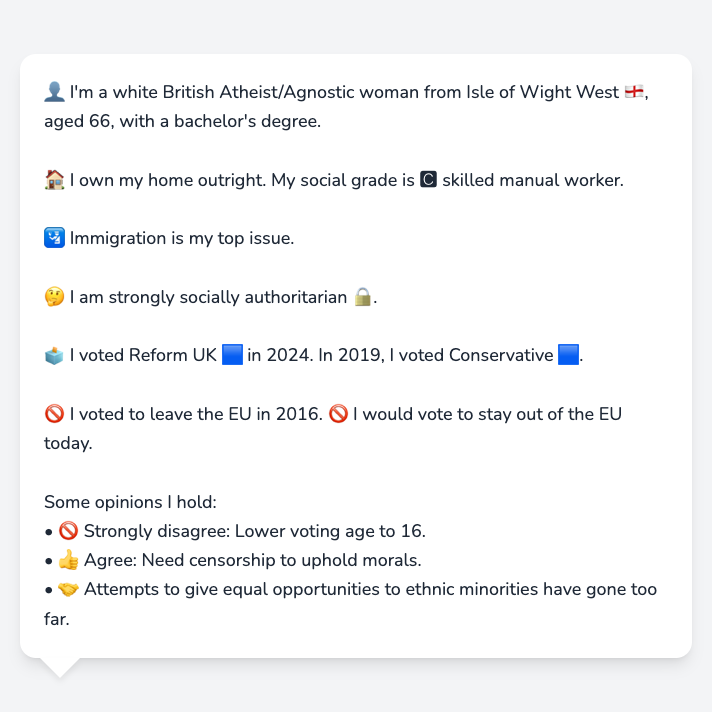 👤 I'm a white British Atheist/Agnostic woman from Isle of Wight West 🏴󠁧󠁢󠁥󠁮󠁧󠁿,
aged 66, with a bachelor's degree.
🏠 I own my home outright. My social grade is 🅲 skilled manual worker.
🛂 Immigration is my top issue.
🤔 I am strongly socially authoritarian 🔒.
🗳️ I voted Reform UK 🟦 in 2024. In 2019, I voted Conservative 🟦.
🚫 I voted to leave the EU in 2016. 🚫 I would vote to stay out of the EU
today.
Some opinions I hold:
• 🚫 Strongly disagree: Lower voting age to 16.
• 👍 Agree: Need censorship to uphold morals.
• 🤝 Attempts to give equal opportunities to ethnic minorities have gone too
far.